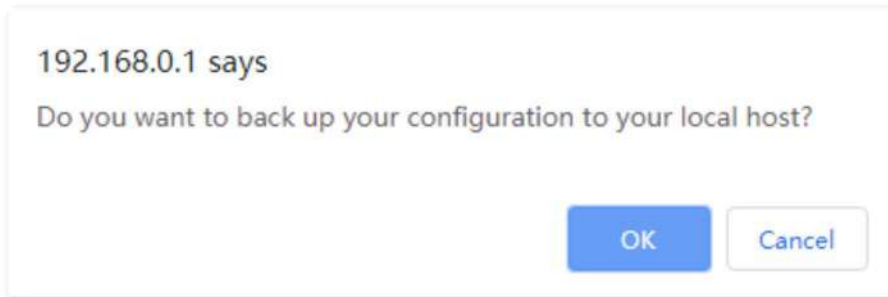 192.168.0.1 says
Do you want to back up your configuration to your local host?
OK Cancel